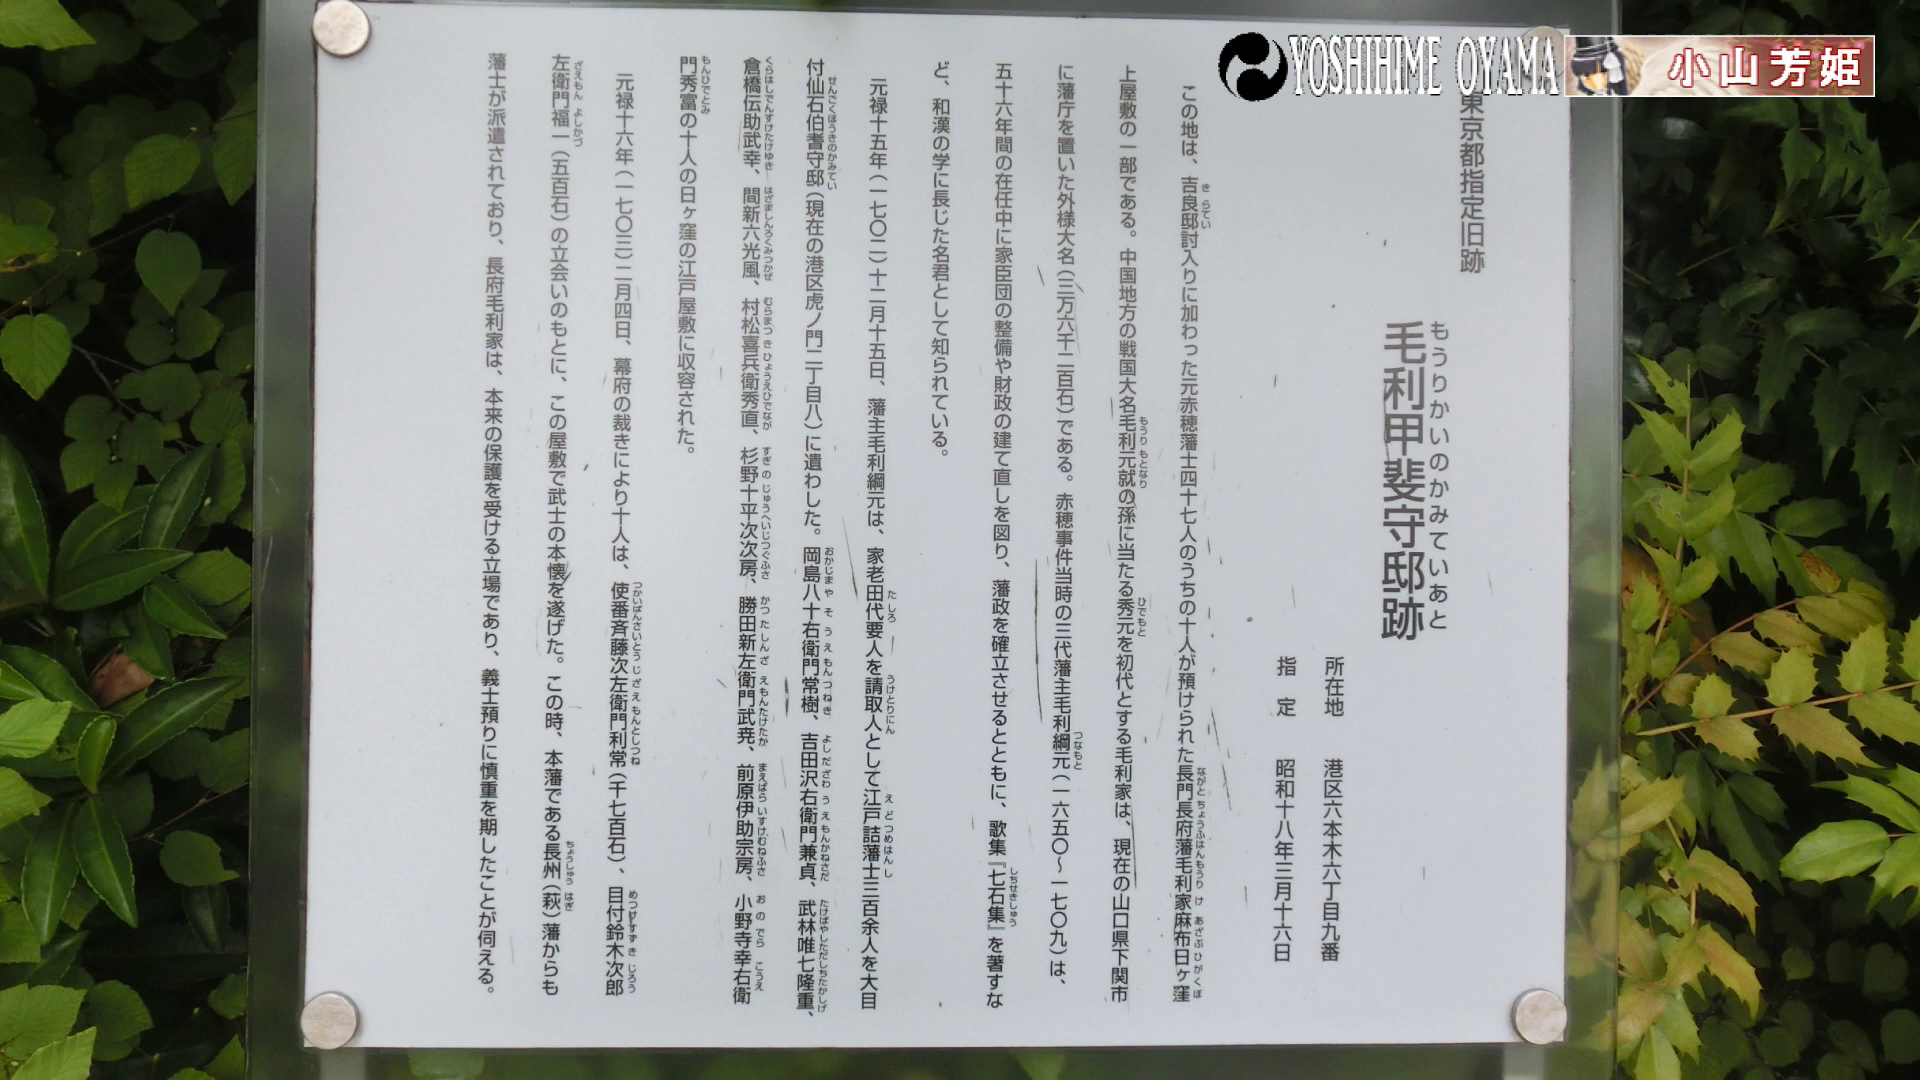 YOSHIHIME OYAMA
小山芳姫
東京都指定旧跡
もうりかいのかみていあと
毛利甲斐守邸跡
所在地 港区六本木六丁目九番
指定 昭和十八年三月十六日
この地は、吉良邸討入りに加わった元赤穂藩士四十七人のうちの十人が預けられた長門長府藩毛利家麻布日ヶ窪
上屋敷の一部である。中国地方の戦国大名毛利元就の孫に当たる秀元を初代とする毛利家は、現在の山口県下関市
に藩庁を置いた外様大名（三万六千二百石）である。赤穂事件当時の三代藩主毛利綱元（一六五〇～一七〇九）は、
五十六年間の在任中に家臣団の整備や財政の建て直しを図り、藩政を確立させるとともに、歌集『七石集』を著すな
ど、和漢の学に長じた名君として知られている。
元禄十五年（一七〇二）十二月十五日、藩主毛利綱元は、家老田代要人を請取人として江戸詰藩士三百余人を大目
付仙石伯耆守邸（現在の港区虎ノ門二丁目八）に遣わした。岡島八十右衛門常樹、吉田沢右衛門兼貞、武林唯七隆重、
倉橋伝助武幸、間新六光風、村松喜兵衛秀直、杉野十平次次房、勝田新左衛門武尭、前原伊助宗房、小野寺幸右衛
門秀富の十人の日ヶ窪の江戸屋敷に収容された。
元禄十六年（一七〇三）二月四日、幕府の裁きにより十人は、使番斉藤次左衛門利常（千七百石）、目付鈴木次郎
左衛門福一（五百石）の立会いのもとに、この屋敷で武士の本懐を遂げた。この時、本藩である長州（萩）藩からも
藩士が派遣されており、長府毛利家は、本来の保護を受ける立場であり、義士預りに慎重を期したことが伺える。